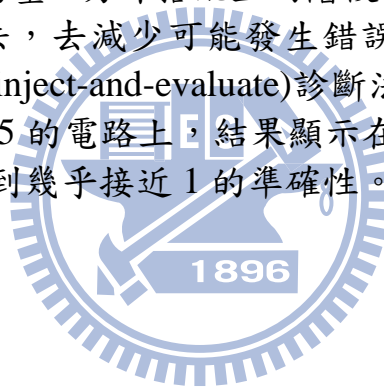 法，去減少可能發生錯誤
inject-and-evaluate)診斷法
5 的電路上，結果顯示在
到幾乎接近 1 的準確性。
1896